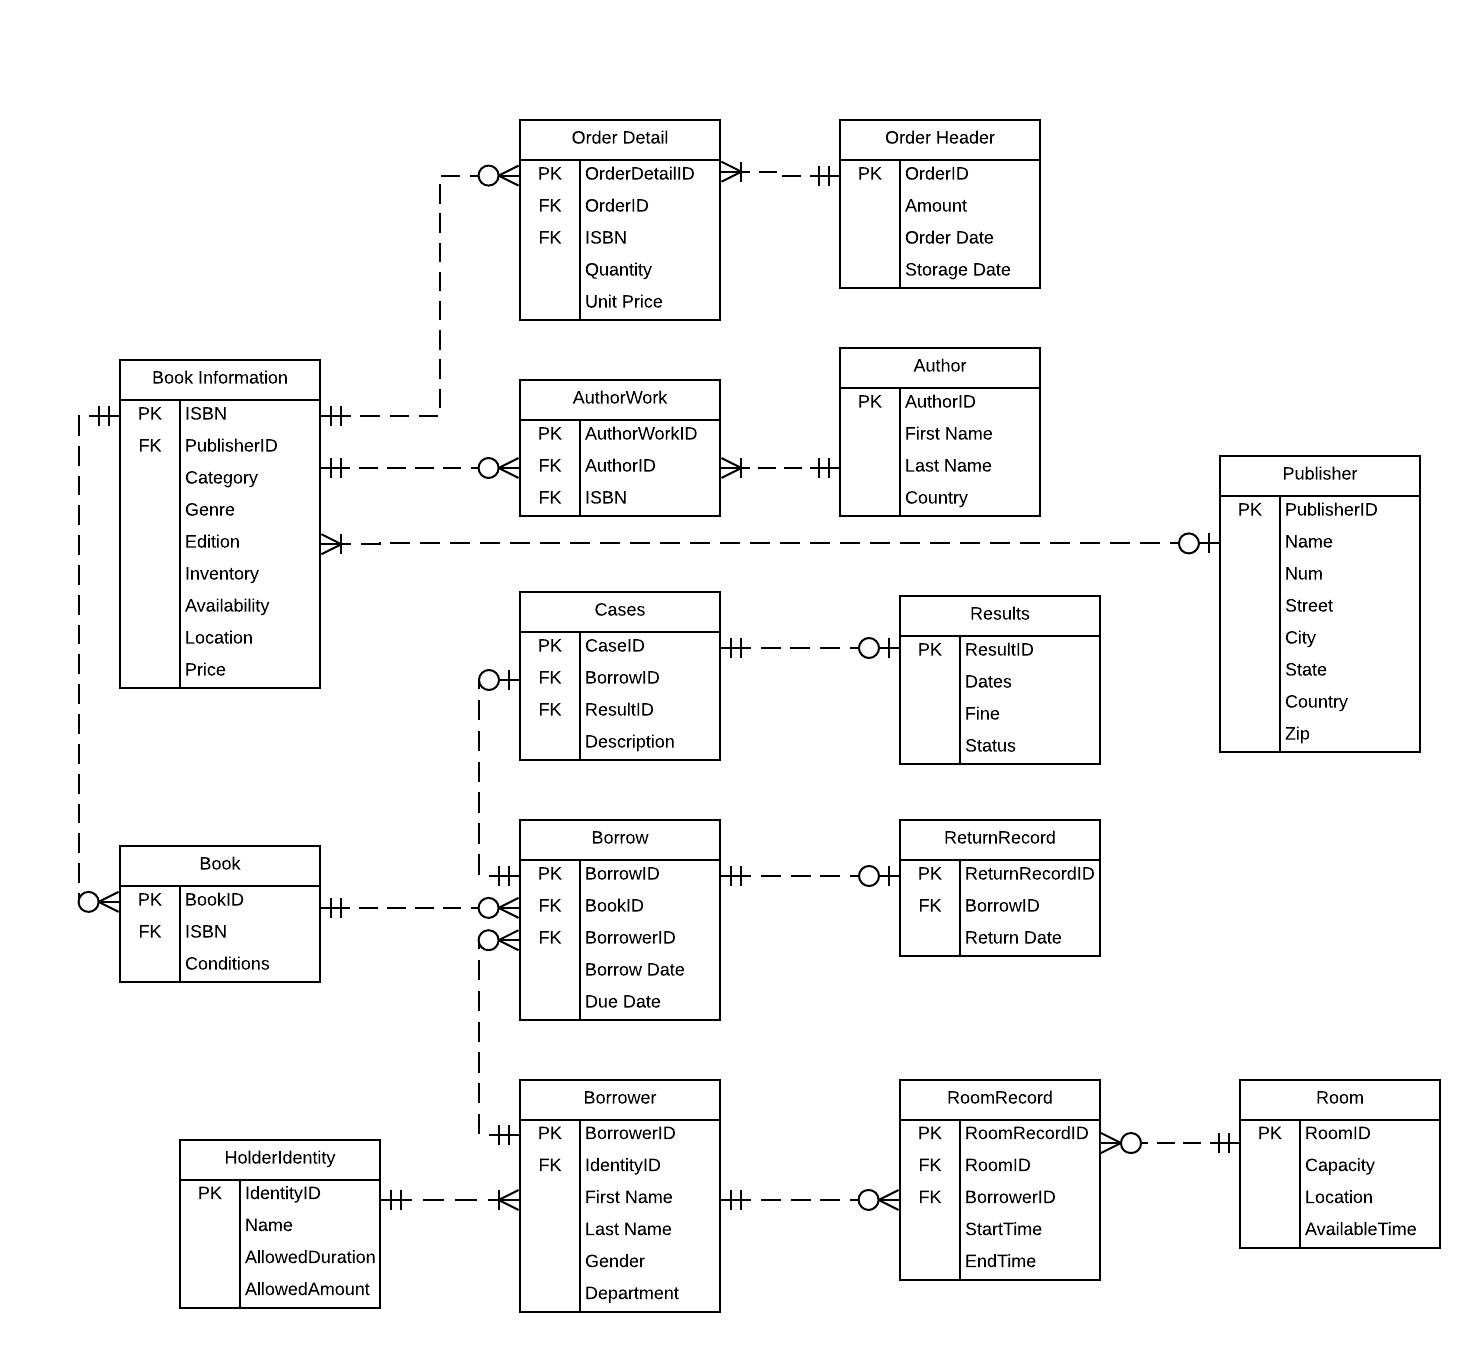 Order Detail
PK OrderDetailID
FK OrderID
FK ISBN
Quantity
Unit Price
Order Header
PK OrderID
Amount
Order Date
Storage Date
Book Information
PK ISBN
FK PublisherID
Category
Genre
Edition
Inventory
Availability
Location
Price
AuthorWork
PK AuthorWorkID
FK AuthorID
FK ISBN
Author
PK AuthorID
First Name
Last Name
Country
Publisher
PK PublisherID
Name
Num
Street
City
State
Country
Zip
Cases
PK CaseID
FK BorrowID
FK ResultID
Description
Results
PK ResultID
Dates
Fine
Status
Book
PK BookID
FK ISBN
Conditions
Borrow
PK BorrowID
FK BookID
FK BorrowerID
Borrow Date
Due Date
ReturnRecord
PK ReturnRecordID
FK BorrowID
Return Date
HolderIdentity
PK IdentityID
Name
AllowedDuration
AllowedAmount
Borrower
PK BorrowerID
FK IdentityID
First Name
Last Name
Gender
Department
RoomRecord
PK RoomRecordID
FK RoomID
FK BorrowerID
StartTime
EndTime
Room
PK RoomID
Capacity
Location
AvailableTime